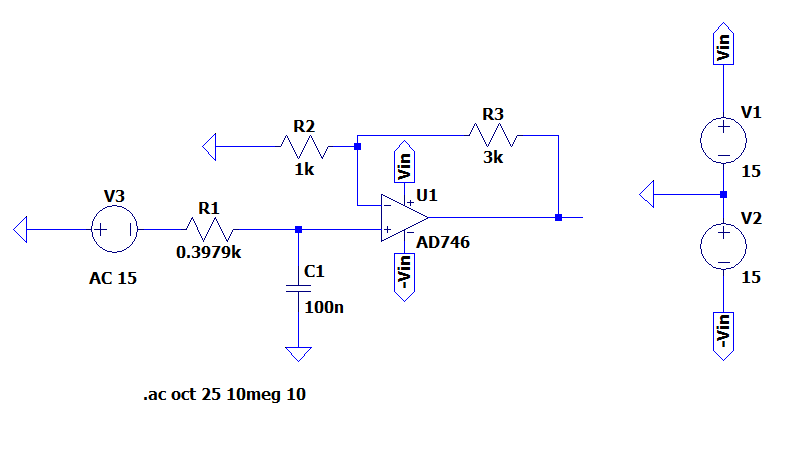 Vin
R3
3k
R2
1k
Vin
V1
15
U1
AD746
V3
AC 15
R1
0.3979k
-Vin
C1
100n
V2
15
-Vin
.ac oct 25 10meg 10